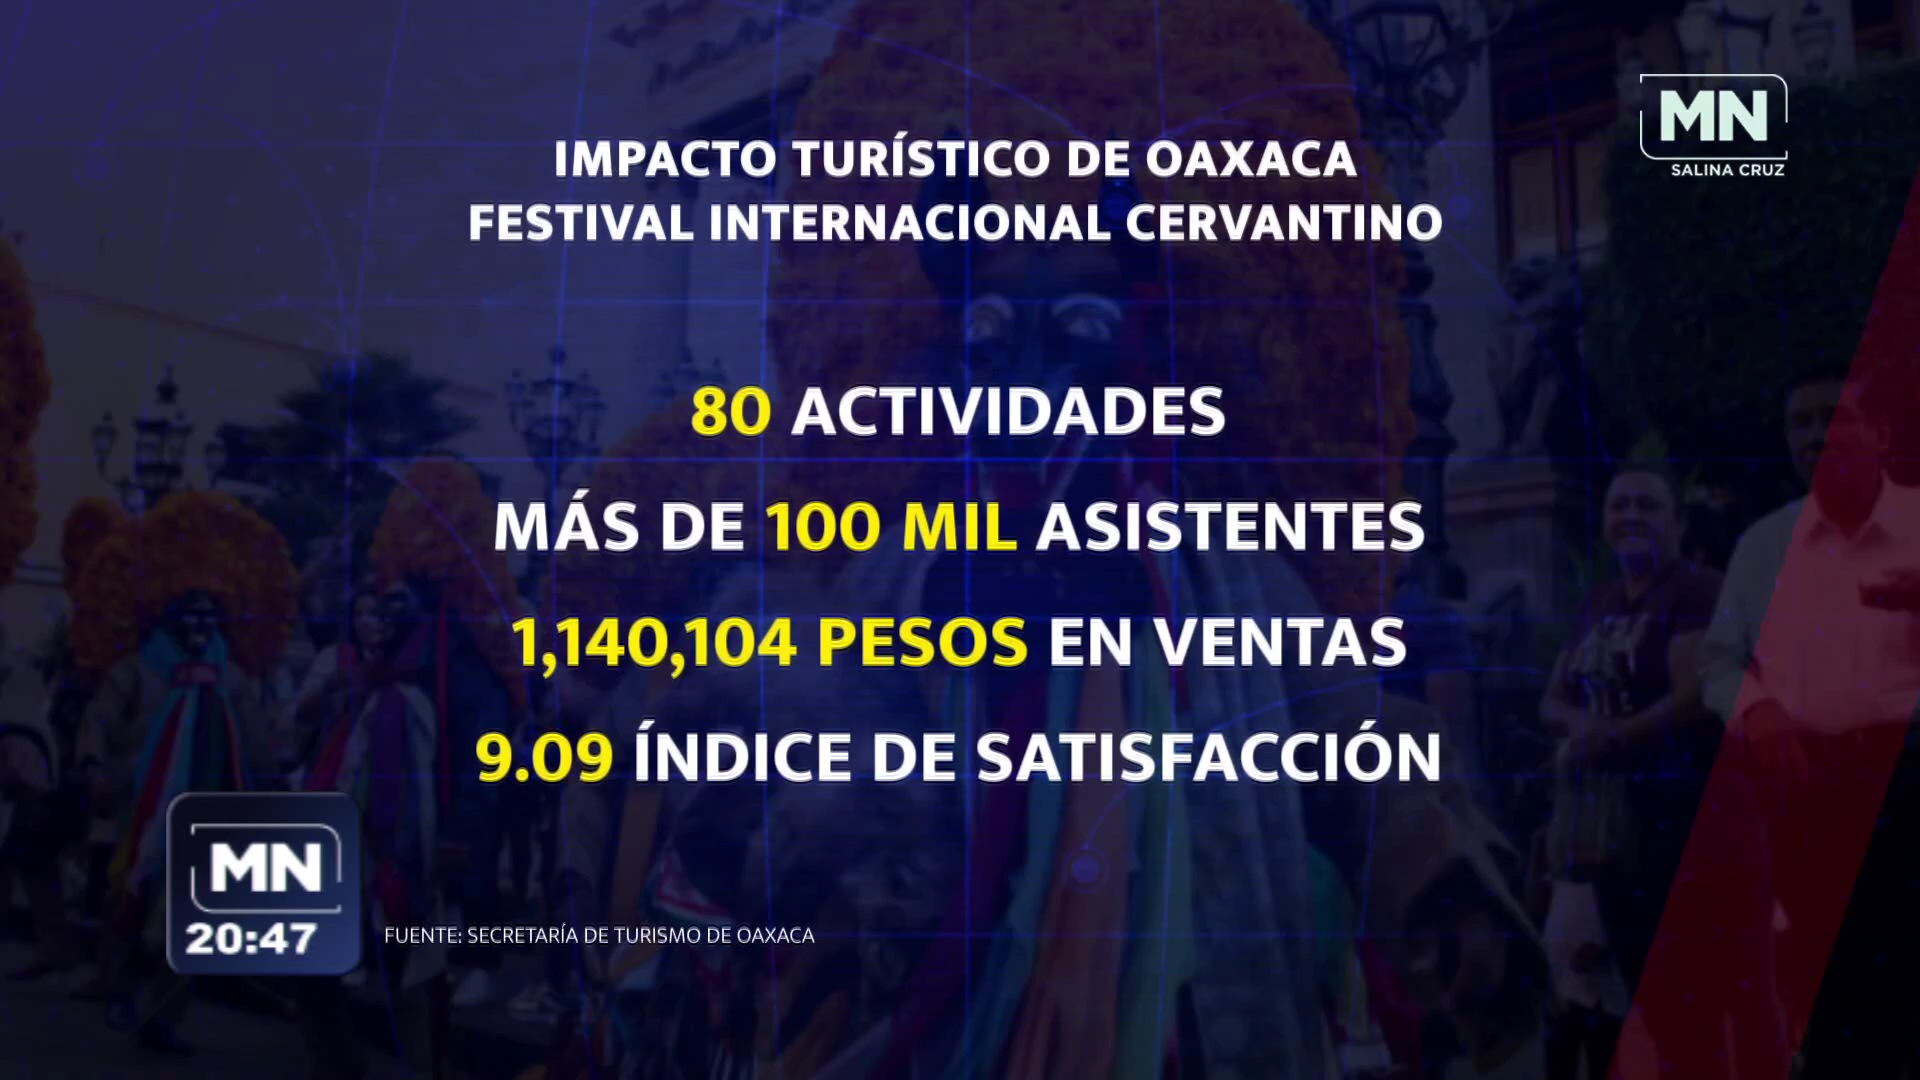 IMPACTO TURÍSTICO DE OAXACA
FESTIVAL INTERNACIONAL CERVANTINO
MN
SALINA CRUZ
80 ACTIVIDADES
MÁS DE 100 MIL ASISTENTES
1,140,104 PESOS EN VENTAS
9.09 ÍNDICE DE SATISFACCIÓN
MN
20:47
FUENTE: SECRETARÍA DE TURISMO DE OAXACA